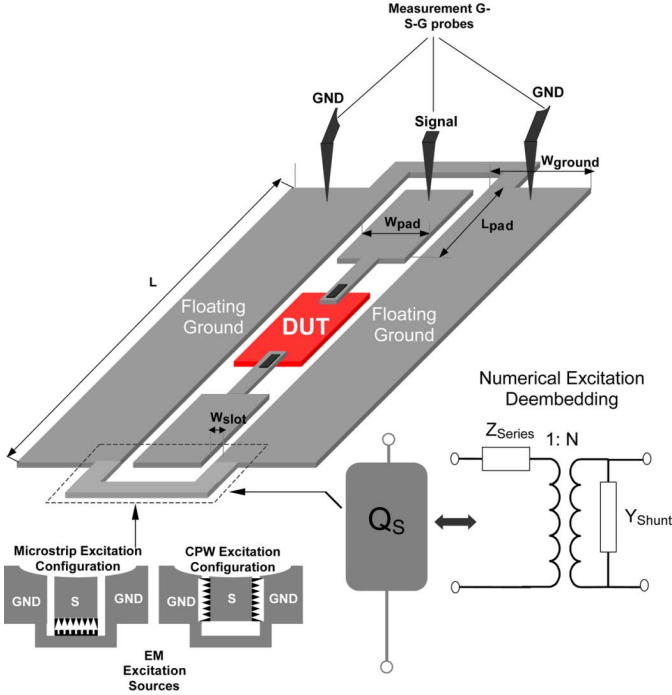 Measurement G-
S-G probes
GND
Signal
GND
Wground
Wpad
Lpad
L
Floating
Ground
DUT
Floating
Ground
Wslot
Numerical Excitation
Deembedding
ZSeries
1: N
QS
YShunt
Microstrip Excitation
Configuration
CPW Excitation
Configuration
GND
S
GND
GND
S
GND
EM
Excitation
Sources